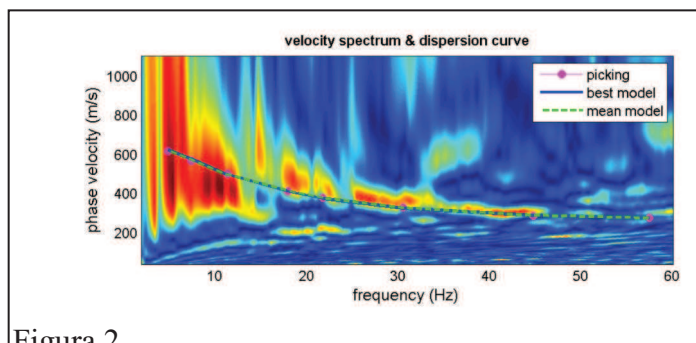 velocity spectrum & dispersion curve
picking
best model
mean model
phase velocity (m/s)
1000
800
600
400
200
10
20
30
40
50
60
frequency (Hz)
Figura 2